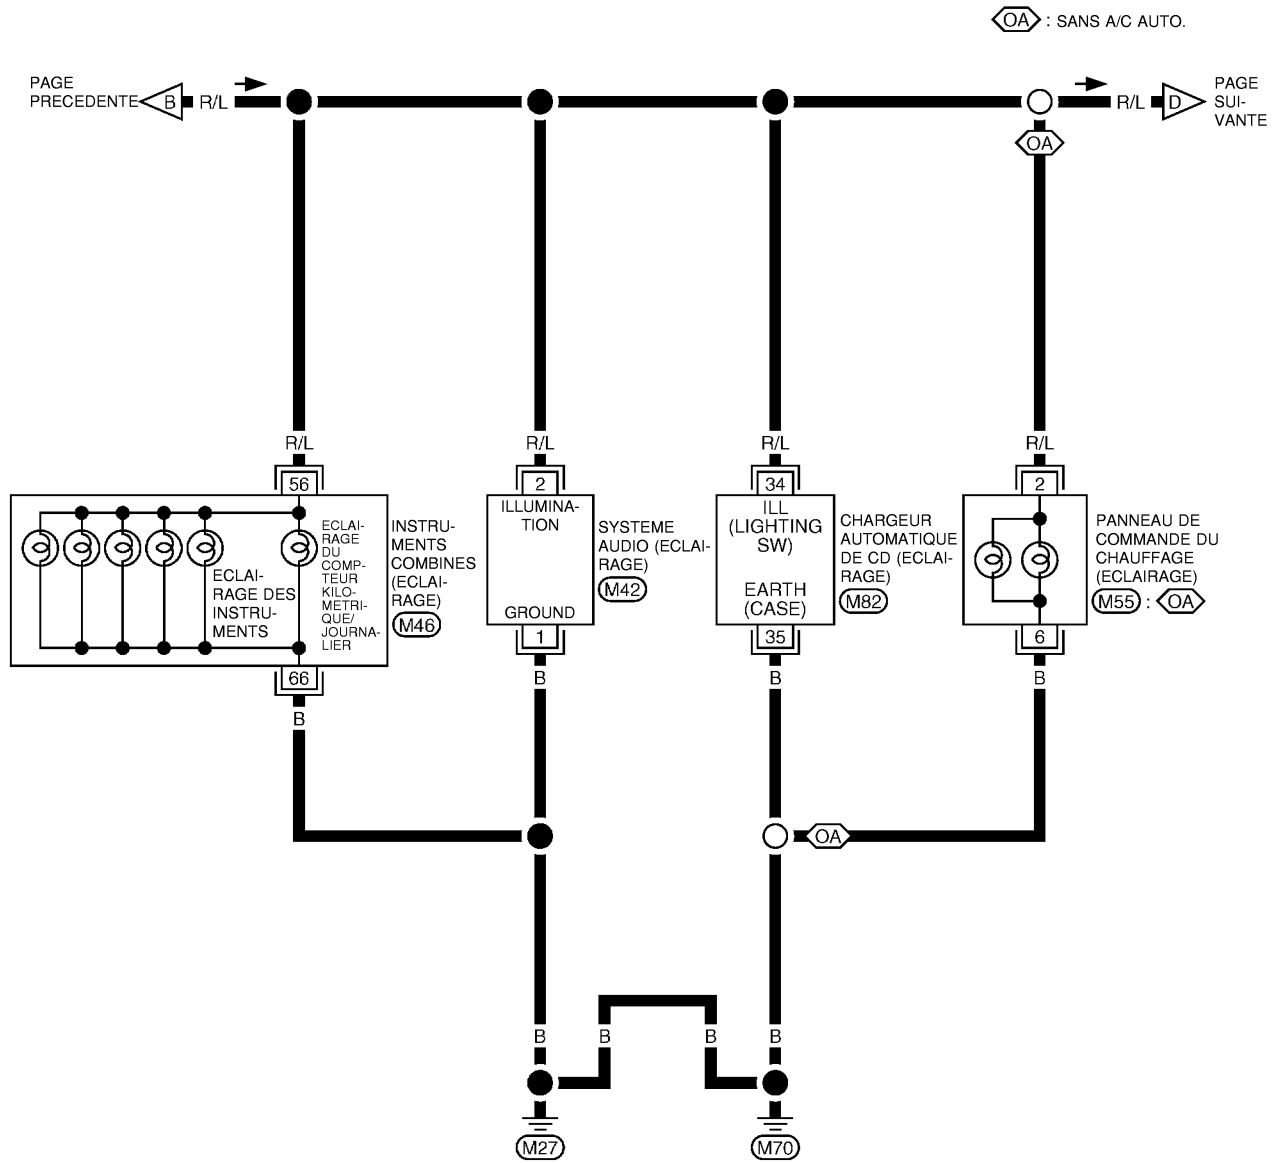 OA : SANS A/C AUTO.
PAGE
PRECEDENTE
B
R/L
R/L
D
PAGE
SUI-
VANTE
OA
R/L
R/L
R/L
R/L
56
2
34
2
ECLAI-
RAGE DES
INSTRU-
MENTS
ECLAI-
RAGE
DU
COMP-
TEUR
KILO-
METRI-
QUE/
JOURNA-
LIER
INSTRU-
MENTS
COMBINES
(ECLAI-
RAGE)
M46
ILLUMINA-
TION
GROUND
SYSTEME
AUDIO (ECLAI-
RAGE)
M42
ILL
(LIGHTING
SW)
EARTH
(CASE)
CHARGEUR
AUTOMATIQUE
DE CD (ECLAI-
RAGE)
M82
PANNEAU DE
COMMANDE DU
CHAUFFAGE
(ECLAIRAGE)
M55 : OA
66
1
35
6
B
B
B
B
OA
B
B
B
B
M27
M70